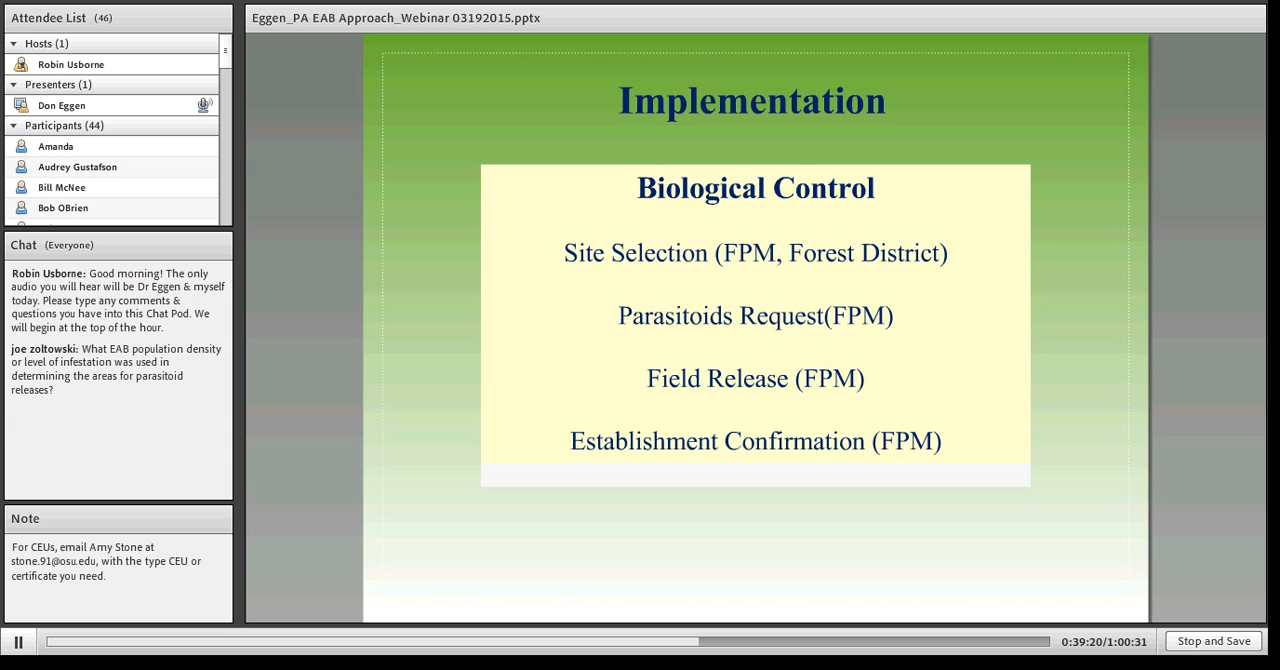 Attendee List (46)
Hosts (1)
Robin Usborne
Presenters (1)
Don Eggen
Participants (44)
Amanda
Audrey Gustafson
Bill McNee
Bob OBrien
Chat (Everyone)
Robin Usborne: Good morning! The only
audio you will hear will be Dr Eggen & myself
today. Please type any comments &
questions you have into this Chat Pod. We
will begin at the top of the hour.
joe zoltowski: What EAB population density
or level of infestation was used in
determining the areas for parasitoid
releases?
Note
For CEUs, email Amy Stone at
stone.91@osu.edu, with the type CEU or
certificate you need.
Eggen_PA EAB Approach_Webinar 03192015.pptx
Implementation
Biological Control
Site Selection (FPM, Forest District)
Parasitoids Request(FPM)
Field Release (FPM)
Establishment Confirmation (FPM)
0:39:20/1:00:31
Stop and Save